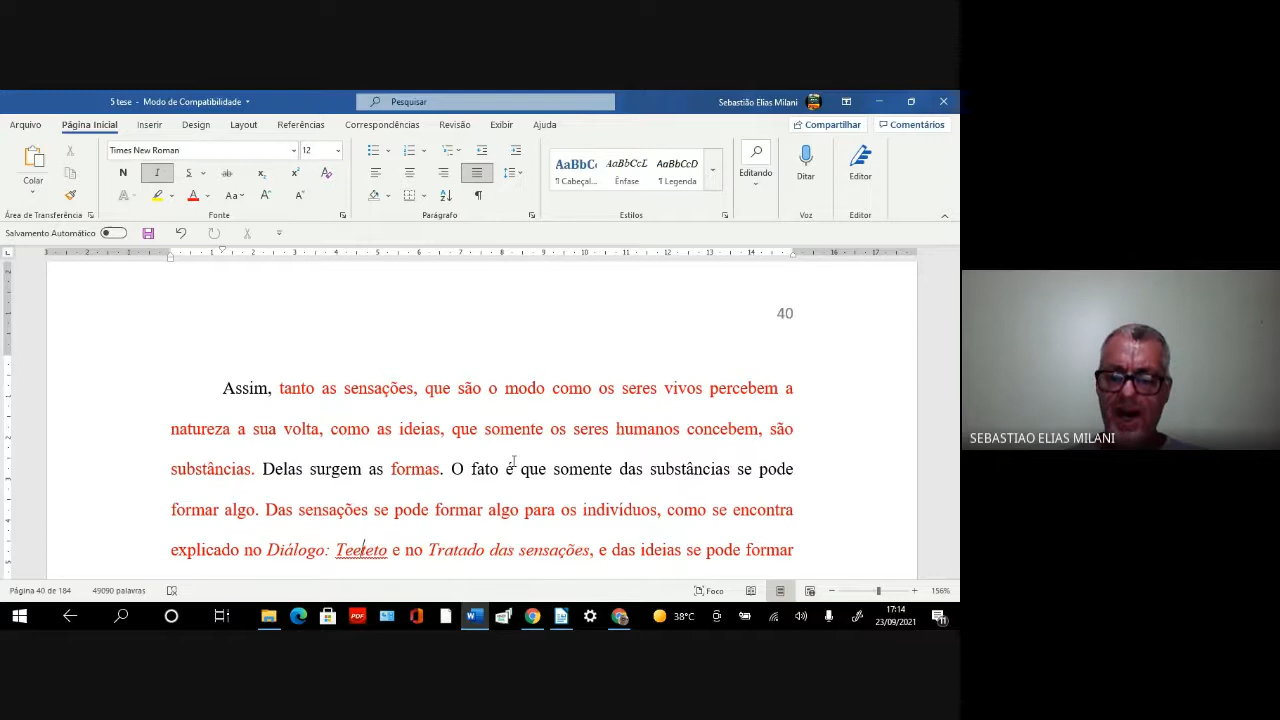 5 tese - Modo de Compatibilidade
Pesquisar
Sebastião Elias Milani
Arquivo Página Inicial Inserir Design Layout Referências Correspondências Revisão Exibir Ajuda
Compartilhar Comentários
Times New Roman 12
AaBbCc AaBbCcL AaBbCcD
Colar
N I S ab x₂ x²
¶ Cabeçal... Ênfase ¶ Legenda
Editando Ditar Editor
Área de Transferência Fonte Parágrafo Estilos Voz Editor
Salvamento Automático
40
Assim, tanto as sensações, que são o modo como os seres vivos percebem a
natureza a sua volta, como as ideias, que somente os seres humanos concebem, são
substâncias. Delas surgem as formas. O fato é que somente das substâncias se pode
formar algo. Das sensações se pode formar algo para os indivíduos, como se encontra
explicado no Diálogo: Teeteto e no Tratado das sensações, e das ideias se pode formar
Página 40 de 184 49090 palavras
Foco
156%
38°C
17:14
23/09/2021
SEBASTIAO ELIAS MILANI